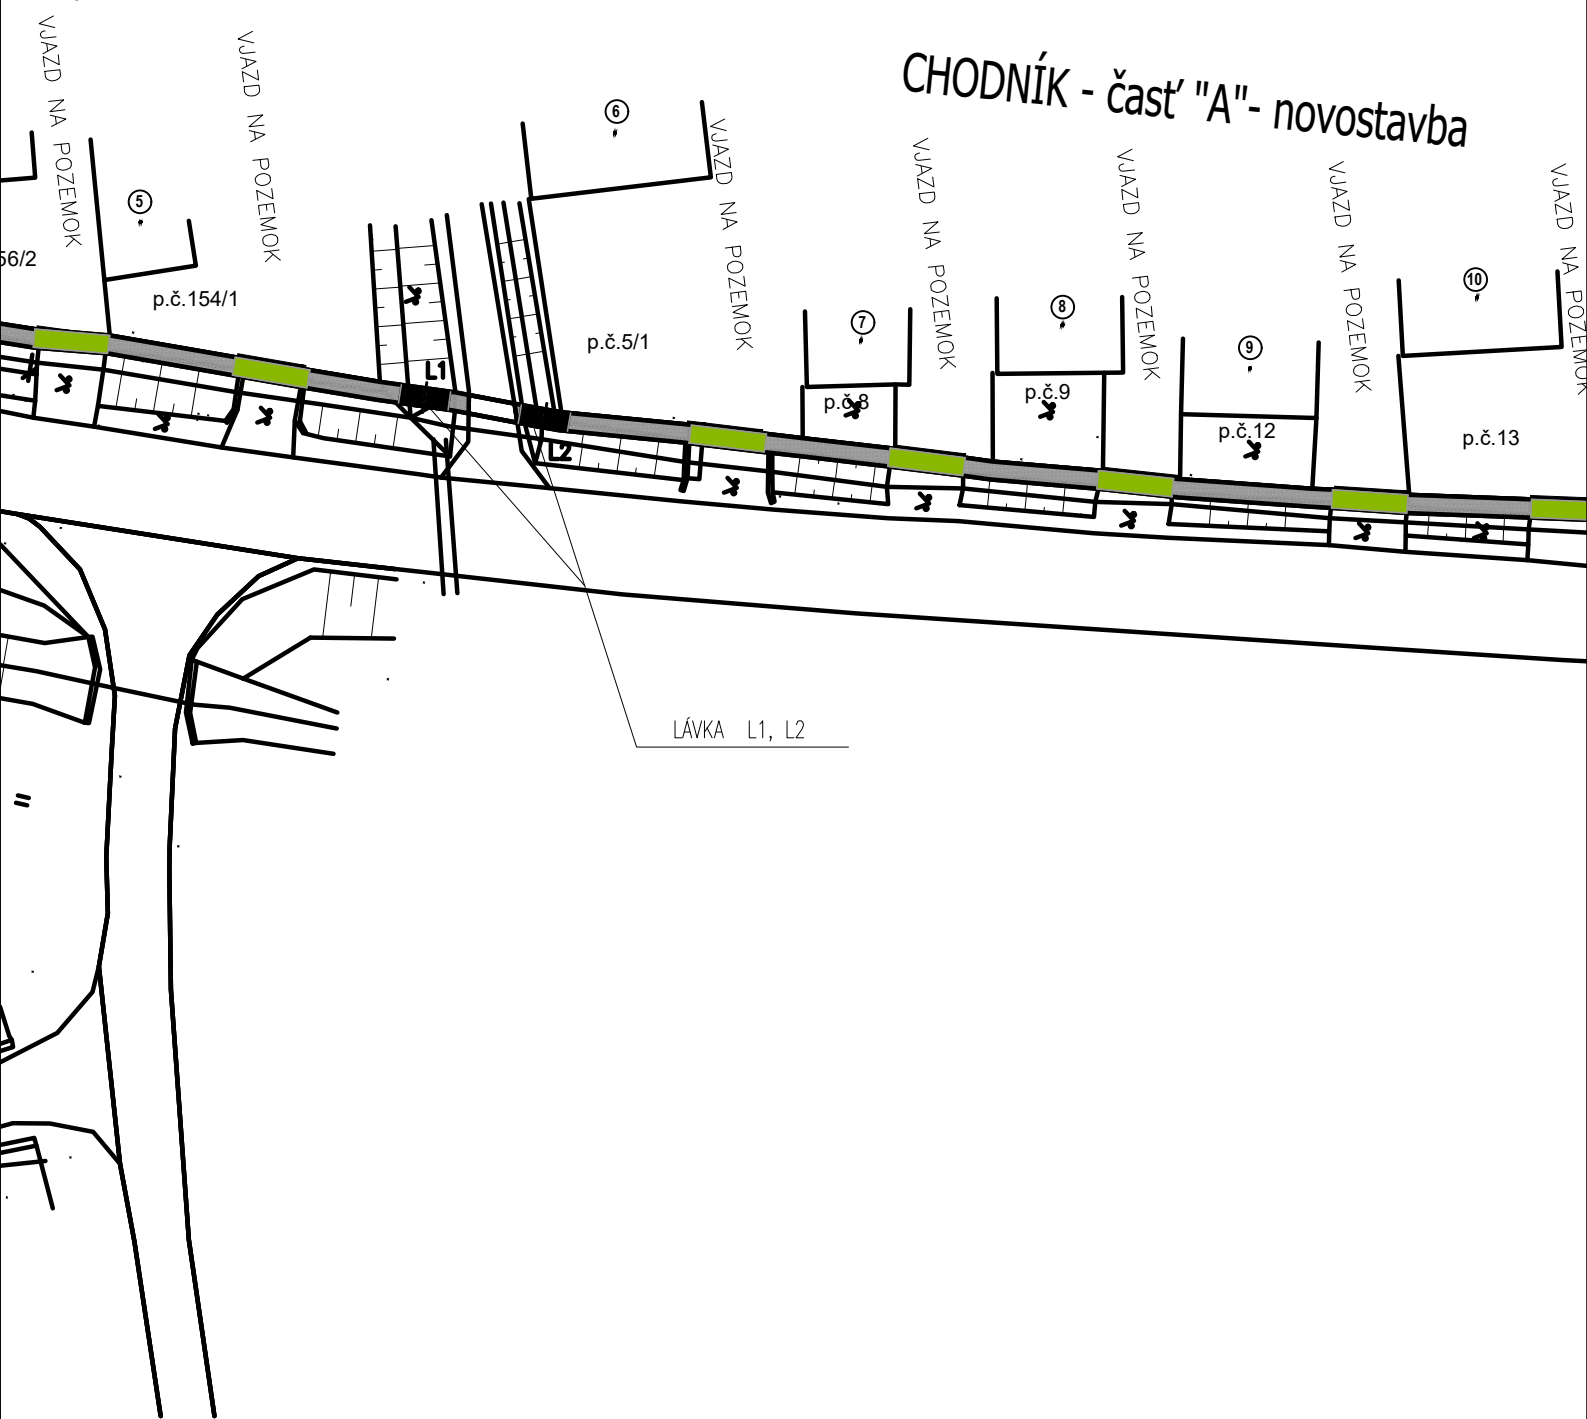 CHODNÍK - časť "A"- novostavba
VJAZD NA POZEMOK
VJAZD NA POZEMOK
VJAZD NA POZEMOK
VJAZD NA POZEMOK
VJAZD NA POZEMOK
VJAZD NA POZEMOK
VJAZD NA POZEMOK
5
6
7
8
9
10
56/2
p.č.154/1
p.č.5/1
p.č.8
p.č.9
p.č.12
p.č.13
L1
L2
LÁVKA L1, L2